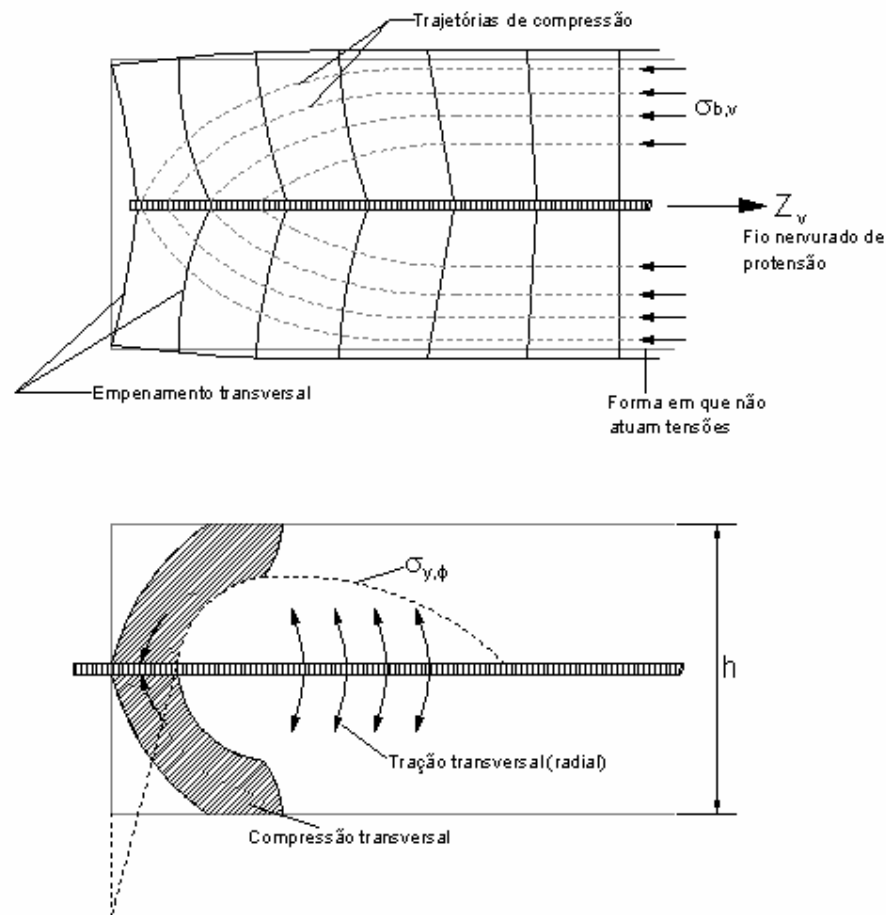 Trajetórias de compressão
σb,v
Zv
Fio nervurado de
protensão
Empenamento transversal
Forma em que não
atuam tensões
σy,ϕ
h
Tração transversal(radial)
Compressão transversal